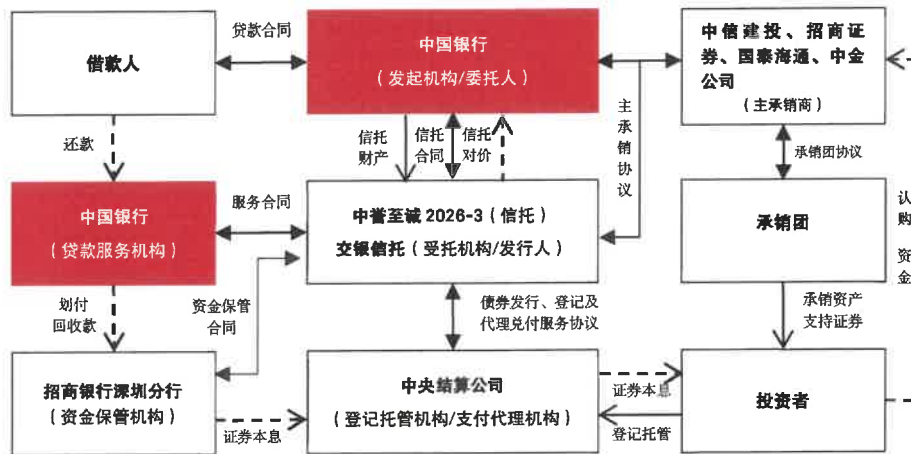 借款人
贷款合同
中国银行
（发起机构/委托人）
中信建投、招商证
券、国泰海通、中金
公司
（主承销商）
还款
信托
财产
信托
合同
信托
对价
主
承
销
协
议
承销团协议
中国银行
（贷款服务机构）
服务合同
中誉至诚 2026-3（信托）
交银信托（受托机构/发行人）
承销团
认
购
资
金
划付
回收款
资金保管
合同
债券发行、登记及
代理兑付服务协议
承销资产
支持证券
招商银行深圳分行
（资金保管机构）
证券本息
中央结算公司
（登记托管机构/支付代理机构）
证券本息
登记托管
投资者